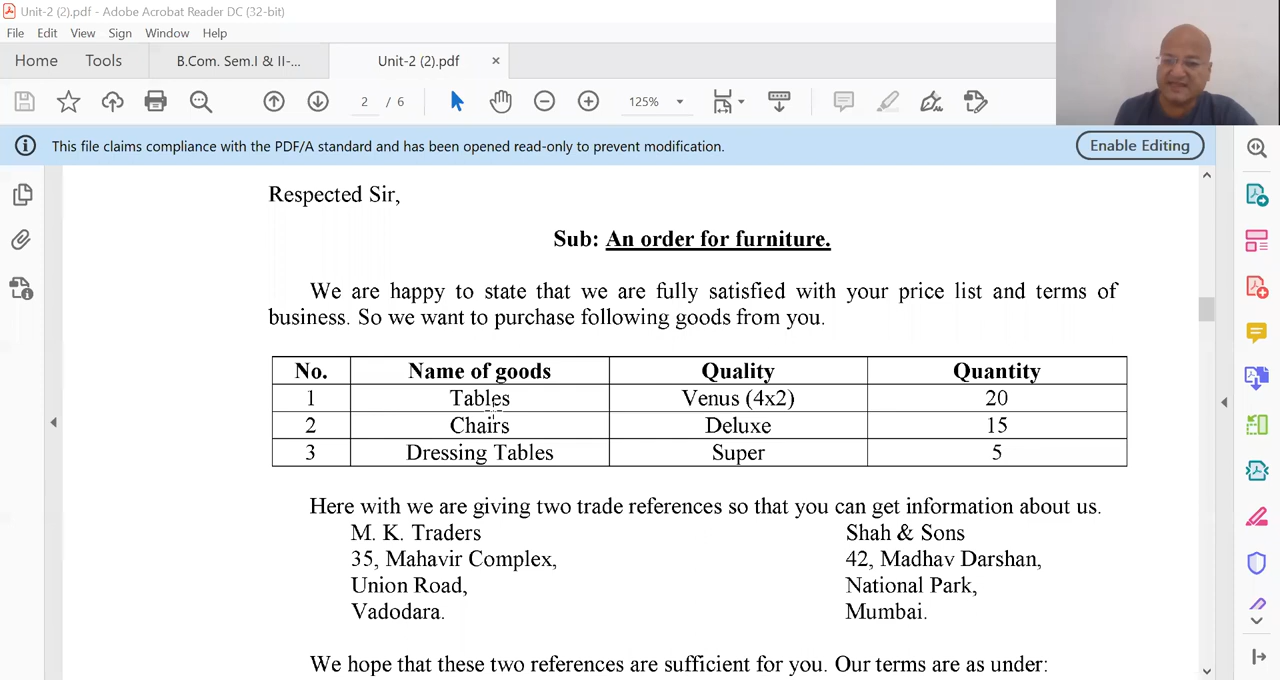 Unit-2 (2).pdf - Adobe Acrobat Reader DC (32-bit)
File Edit View Sign Window Help
Home Tools B.Com. Sem.I & II-... Unit-2 (2).pdf ×
2 / 6 125%
This file claims compliance with the PDF/A standard and has been opened read-only to prevent modification. Enable Editing
Respected Sir,
Sub: An order for furniture.
We are happy to state that we are fully satisfied with your price list and terms of
business. So we want to purchase following goods from you.
No. Name of goods Quality Quantity
1 Tables Venus (4x2) 20
2 Chairs Deluxe 15
3 Dressing Tables Super 5
Here with we are giving two trade references so that you can get information about us.
M. K. Traders Shah & Sons
35, Mahavir Complex, 42, Madhav Darshan,
Union Road, National Park,
Vadodara. Mumbai.
We hope that these two references are sufficient for you. Our terms are as under: